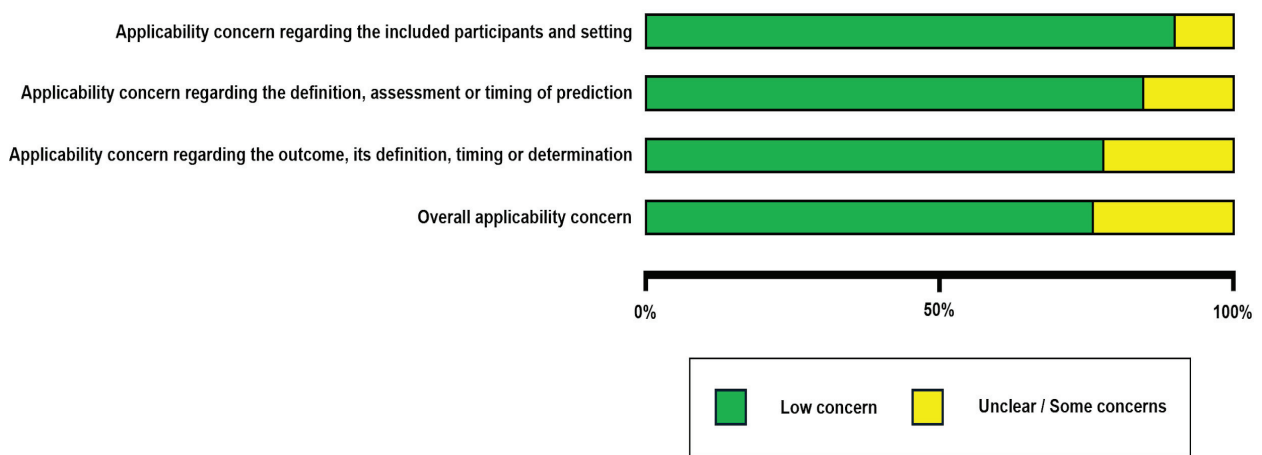 Applicability concern regarding the included participants and setting
Applicability concern regarding the definition, assessment or timing of prediction
Applicability concern regarding the outcome, its definition, timing or determination
Overall applicability concern
0%
50%
100%
Low concern
Unclear / Some concerns